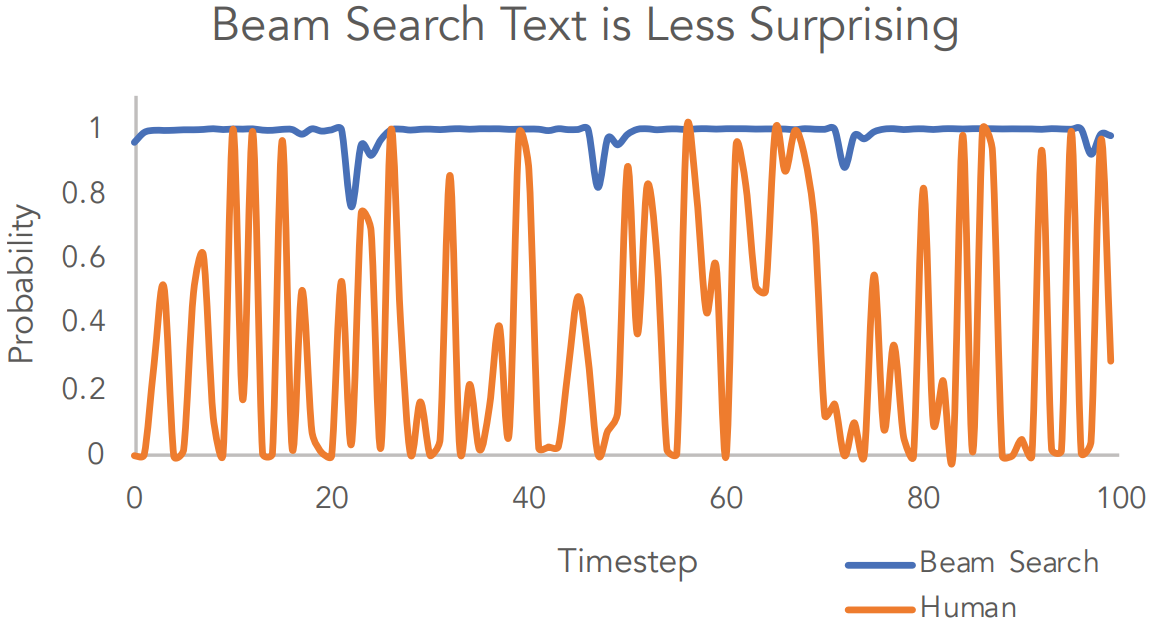 Beam Search Text is Less Surprising
1
0.8
0.6
0.4
0.2
0
Probability
0 20 40 60 80 100
Timestep
Beam Search
Human